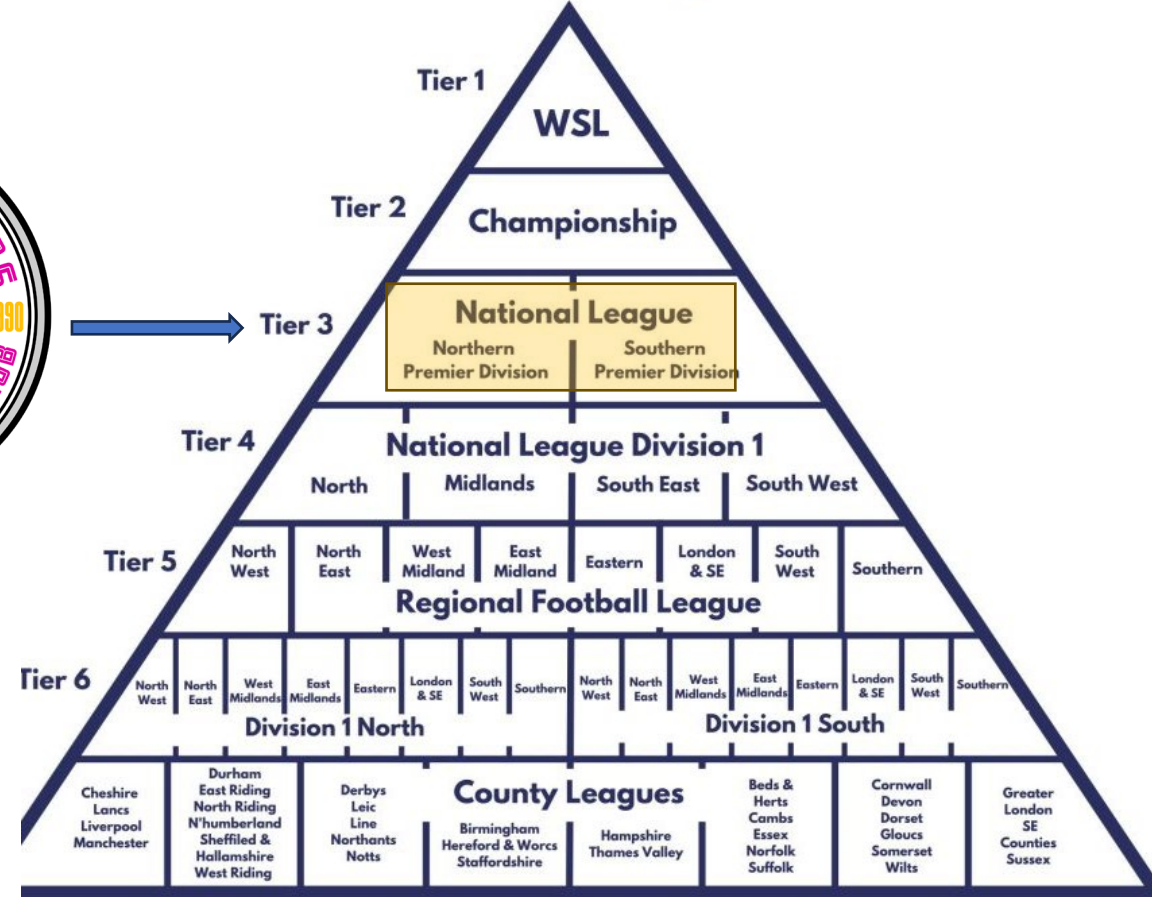 Tier 1
WSL
Tier 2
Championship
Tier 3
National League
Northern
Premier Division
Southern
Premier Division
Tier 4
National League Division 1
North
Midlands
South East
South West
Tier 5
North
West
North
East
West
Midland
East
Midland
Eastern
London
& SE
South
West
Southern
Regional Football League
Tier 6
North
West
North
East
West
Midlands
East
Midlands
Eastern
London
& SE
South
West
Southern
North
West
North
East
West
Midlands
East
Midlands
Eastern
London
& SE
South
West
Southern
Division 1 North
Division 1 South
County Leagues
Cheshire
Lancs
Liverpool
Manchester
Durham
East Riding
North Riding
N'humberland
Sheffiled &
Hallamshire
West Riding
Derbys
Leic
Line
Northants
Notts
Birmingham
Hereford & Worcs
Staffordshire
Hampshire
Thames Valley
Beds &
Herts
Cambs
Essex
Norfolk
Suffolk
Cornwall
Devon
Dorset
Gloucs
Somerset
Wilts
Greater
London
SE
Counties
Sussex